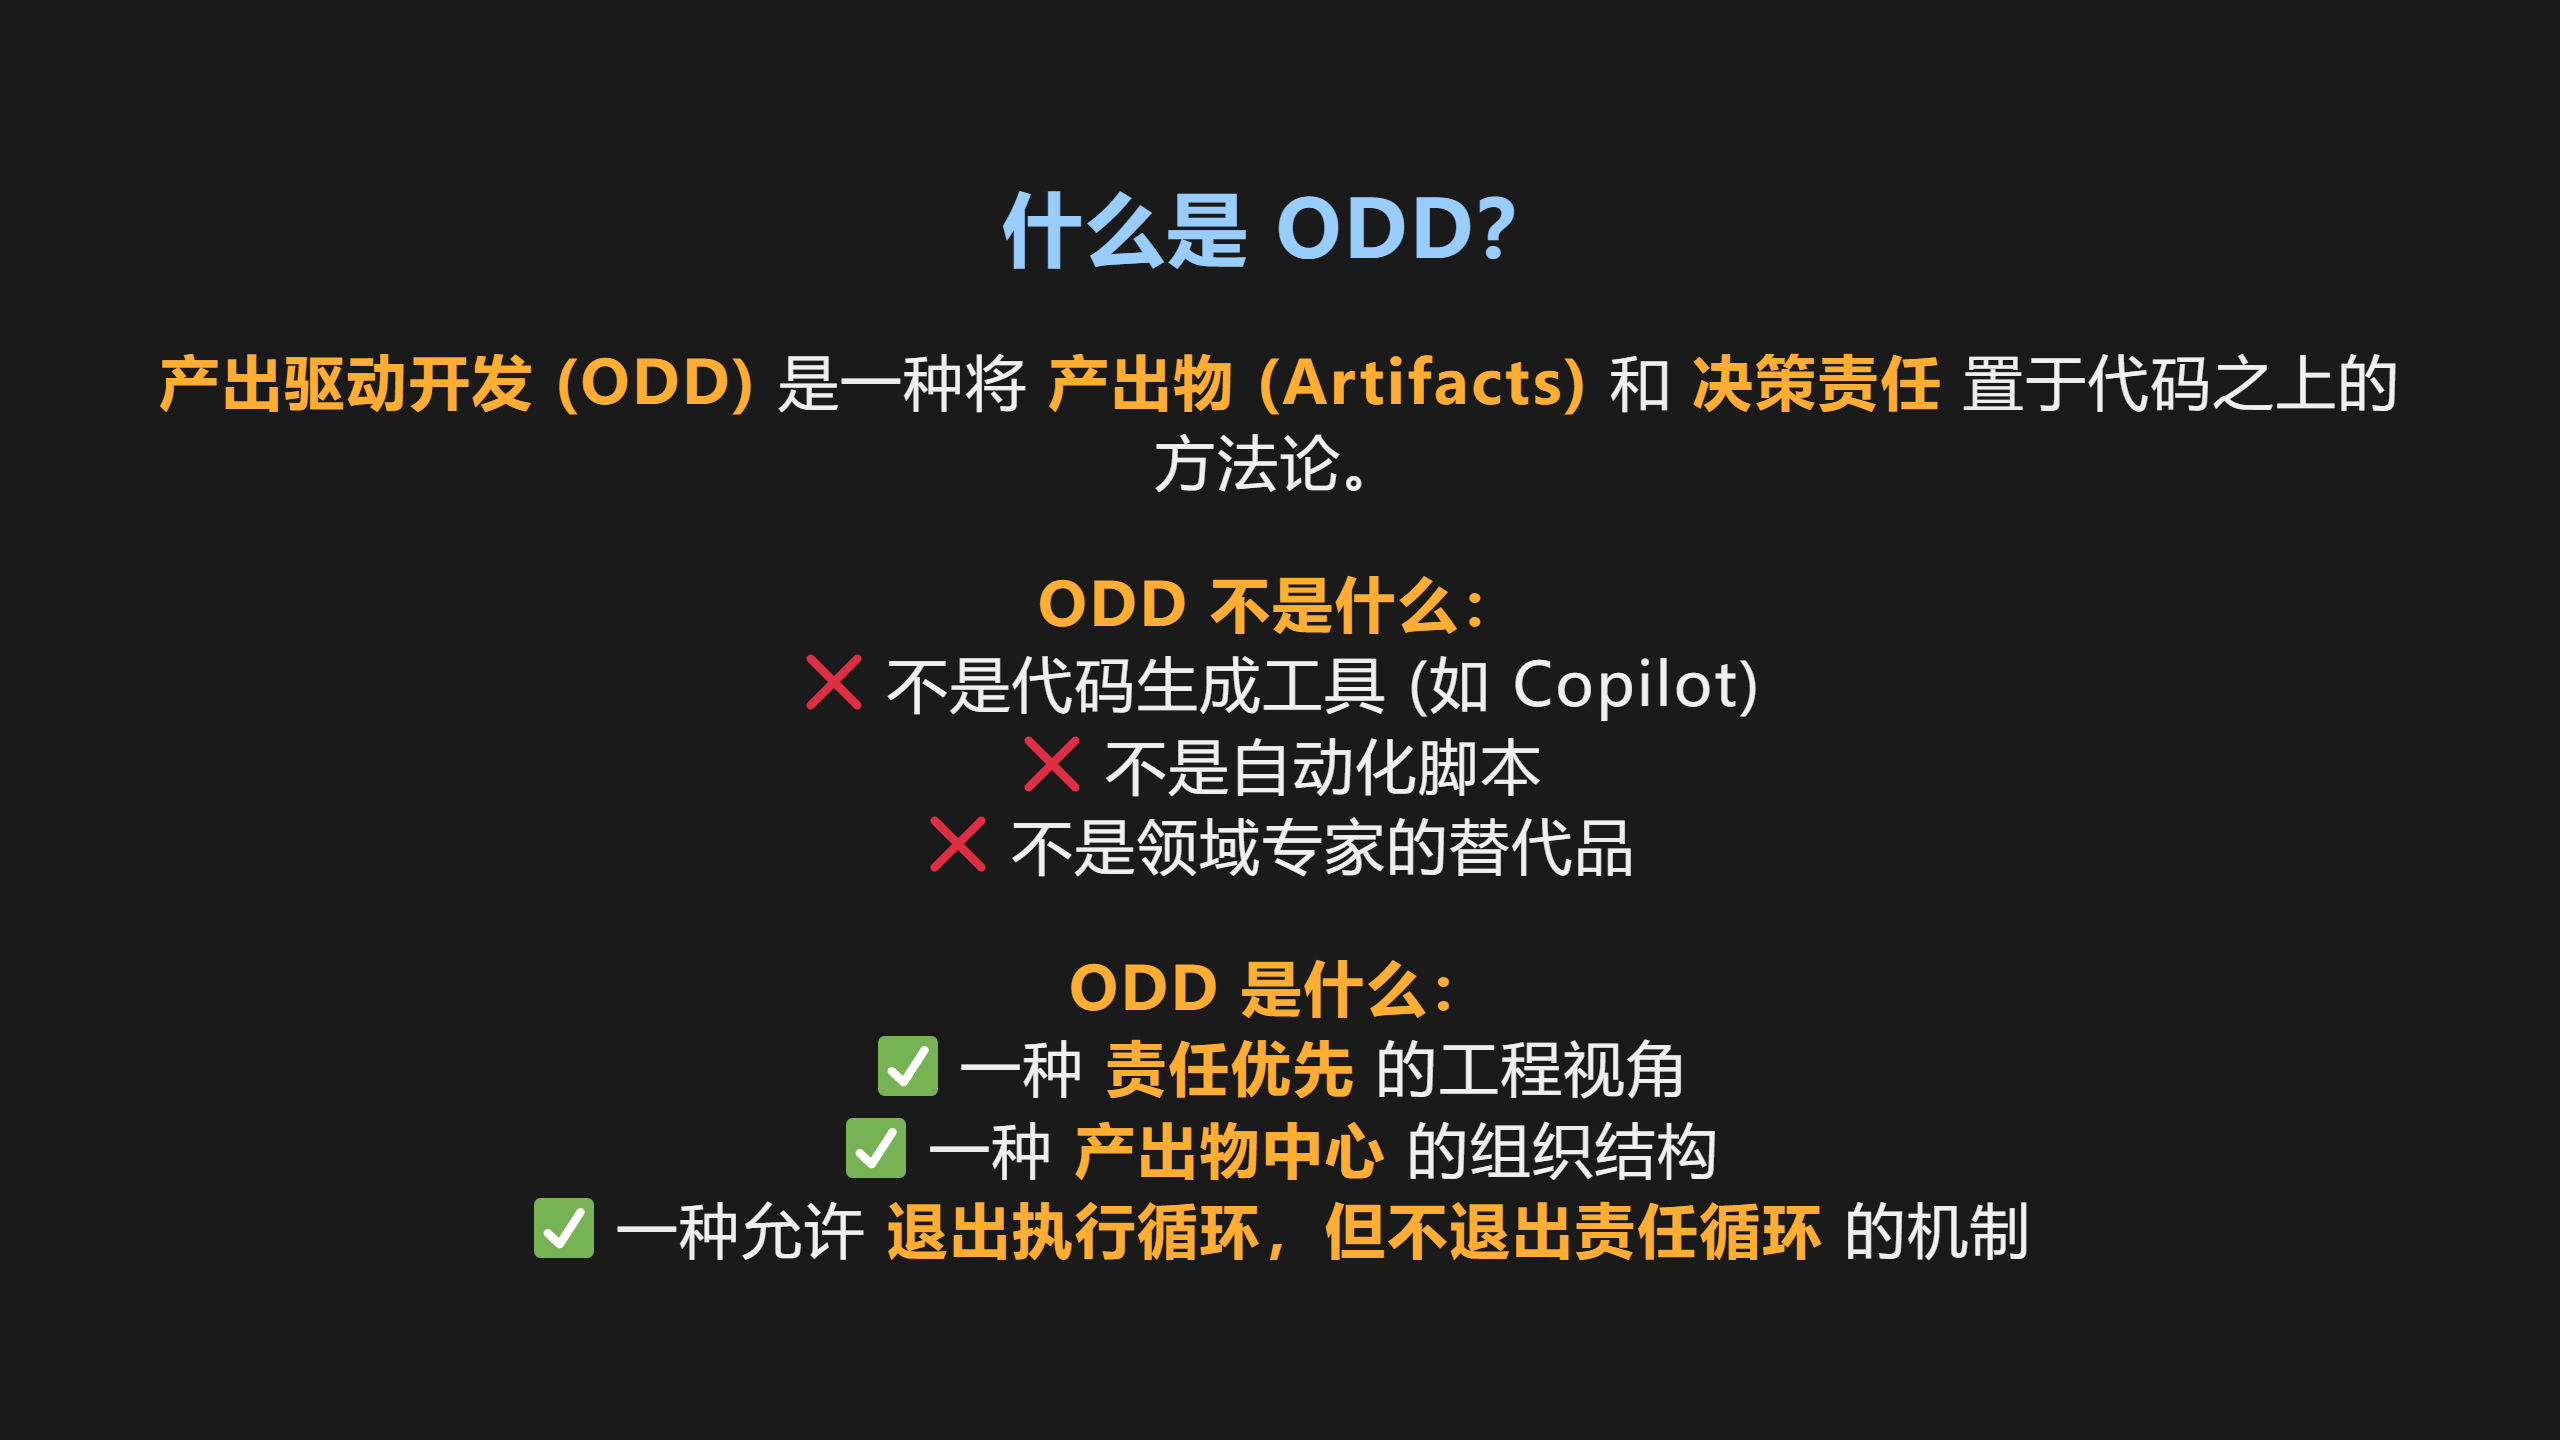 什么是 ODD?
产出驱动开发 (ODD) 是一种将 产出物 (Artifacts) 和 决策责任 置于代码之上的
方法论。
ODD 不是什么：
❌ 不是代码生成工具 (如 Copilot)
❌ 不是自动化脚本
❌ 不是领域专家的替代品
ODD 是什么：
✅ 一种 责任优先 的工程视角
✅ 一种 产出物中心 的组织结构
✅ 一种允许 退出执行循环，但不退出责任循环 的机制